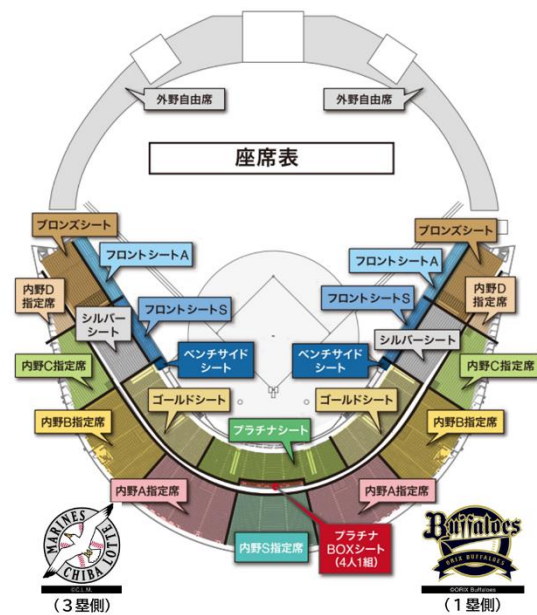 外野自由席
外野自由席
座席表
ブロンズシート
ブロンズシート
フロントシートA
フロントシートA
内野D
指定席
内野D
指定席
フロントシートS
フロントシートS
シルバー
シート
シルバーシート
ベンチサイド
シート
ベンチサイド
シート
内野C指定席
内野C指定席
ゴールドシート
ゴールドシート
内野B指定席
内野B指定席
プラチナシート
内野A指定席
内野A指定席
内野S指定席
プラチナ
BOXシート
(4人1組)
MARINES
CHIBA LOTTE
©C.L.M.
(3塁側)
Buffaloes
ORIX BUFFALOES
©ORIX Buffaloes
(1塁側)